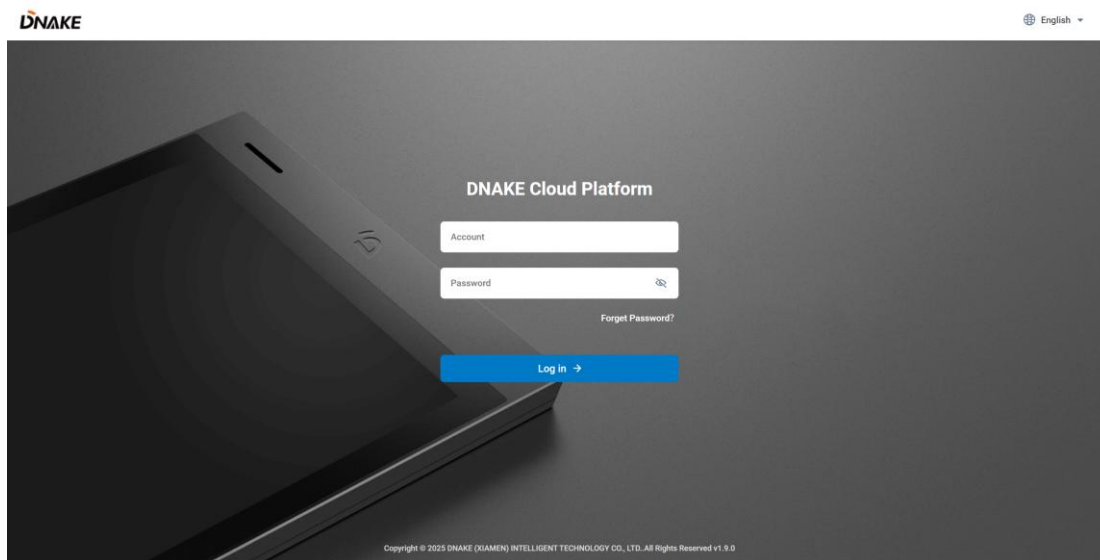 DNAKE
English
DNAKE Cloud Platform
Account
Password
Forget Password?
Log in →
Copyright © 2025 DNAKE (XIAMEN) INTELLIGENT TECHNOLOGY CO., LTD..All Rights Reserved v1.9.0